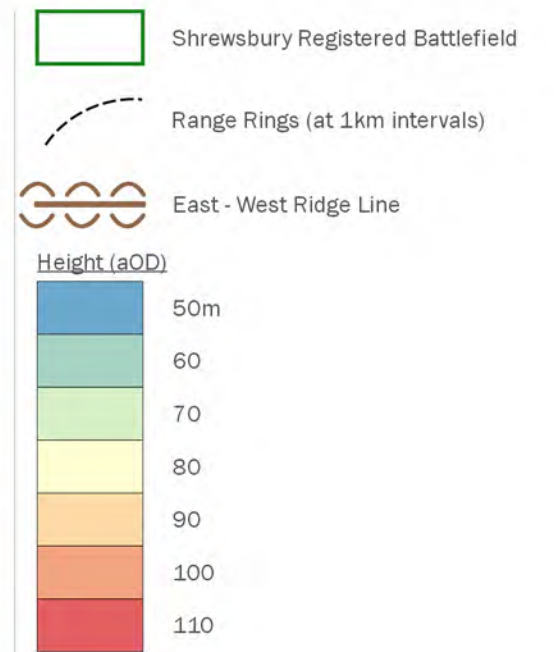 Shrewsbury Registered Battlefield
Range Rings (at 1km intervals)
East - West Ridge Line
Height (aOD)
50m
60
70
80
90
100
110